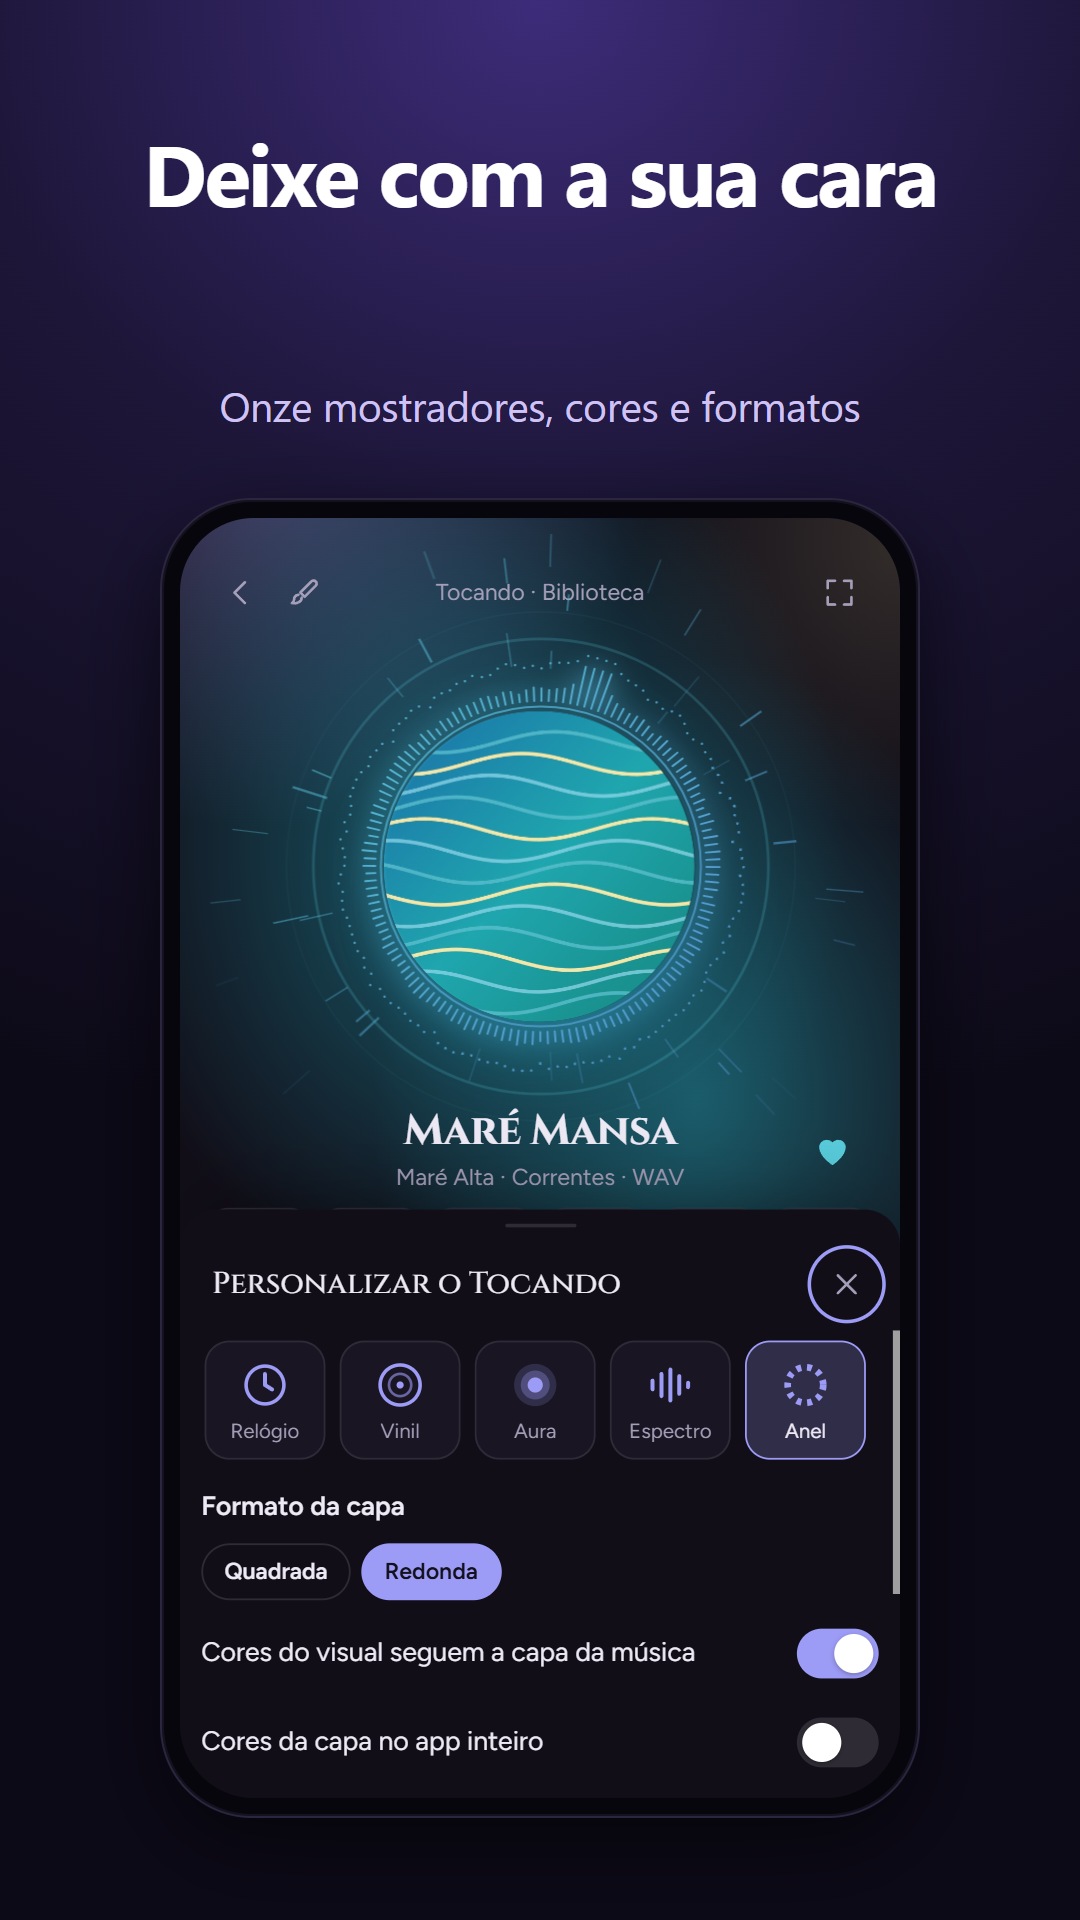 Deixe com a sua cara
Onze mostradores, cores e formatos
Tocando · Biblioteca
Maré Mansa
Maré Alta · Correntes · WAV
Personalizar o Tocando
Relógio
Vinil
Aura
Espectro
Anel
Formato da capa
Quadrada
Redonda
Cores do visual seguem a capa da música
Cores da capa no app inteiro